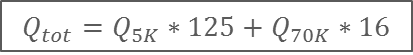 Q_tot = Q_5K * 125 + Q_70K * 16